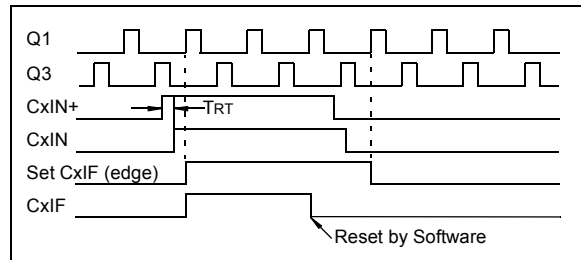 Q1
Q3
CxIN+
TRT
CxIN
Set CxIF (edge)
CxIF
Reset by Software